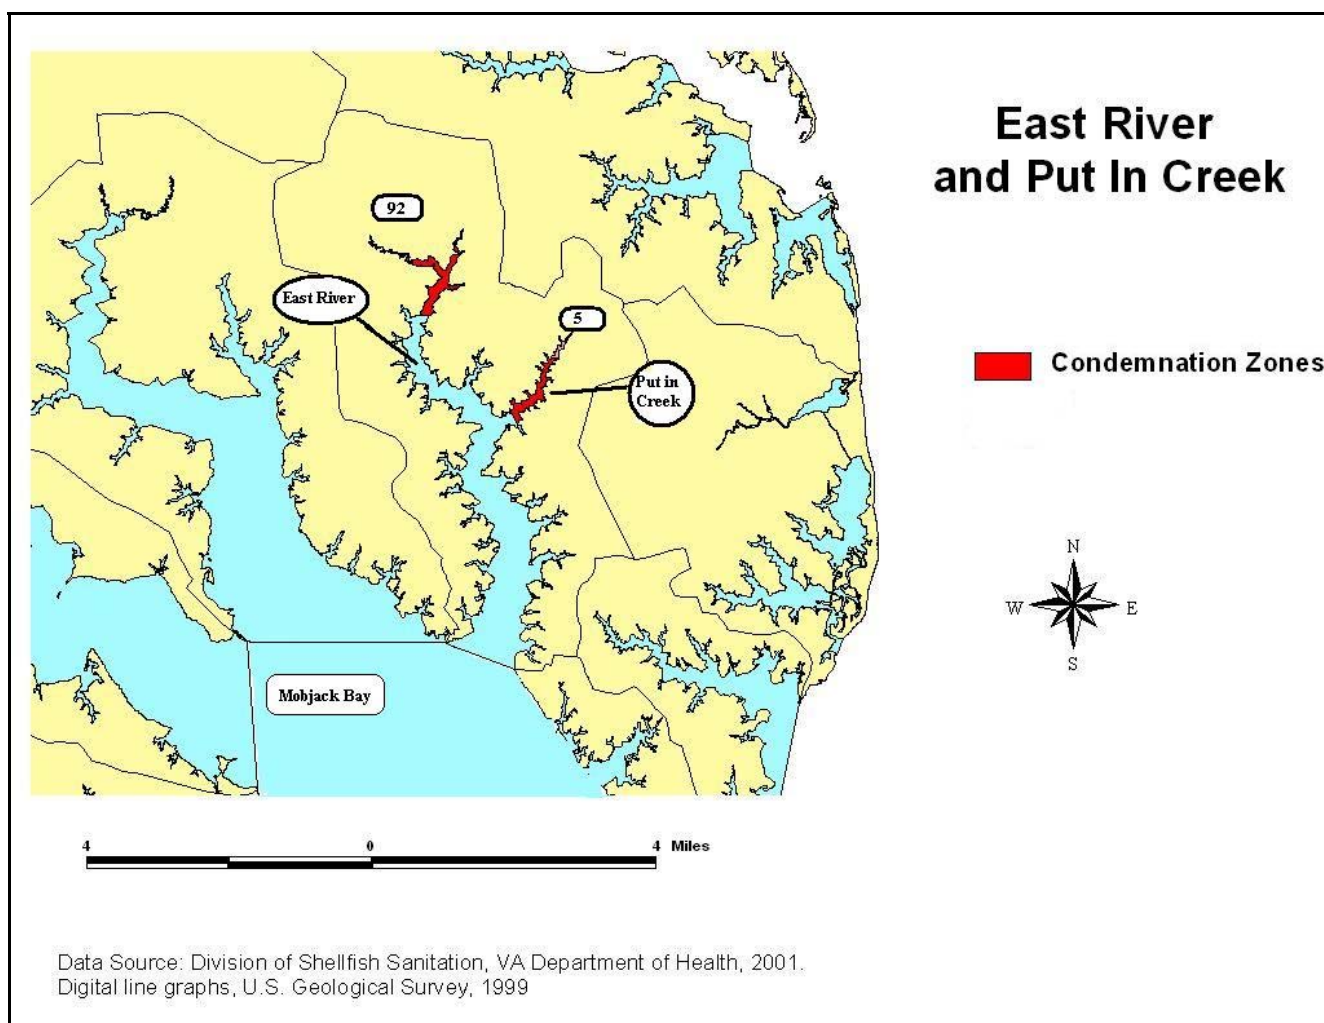 East River
and Put In Creek
92
East River
5
Put in
Creek
Condemnation Zones
N
W
E
S
Mobjack Bay
4
0
4
Miles
Data Source: Division of Shellfish Sanitation, VA Department of Health, 2001.
Digital line graphs, U.S. Geological Survey, 1999